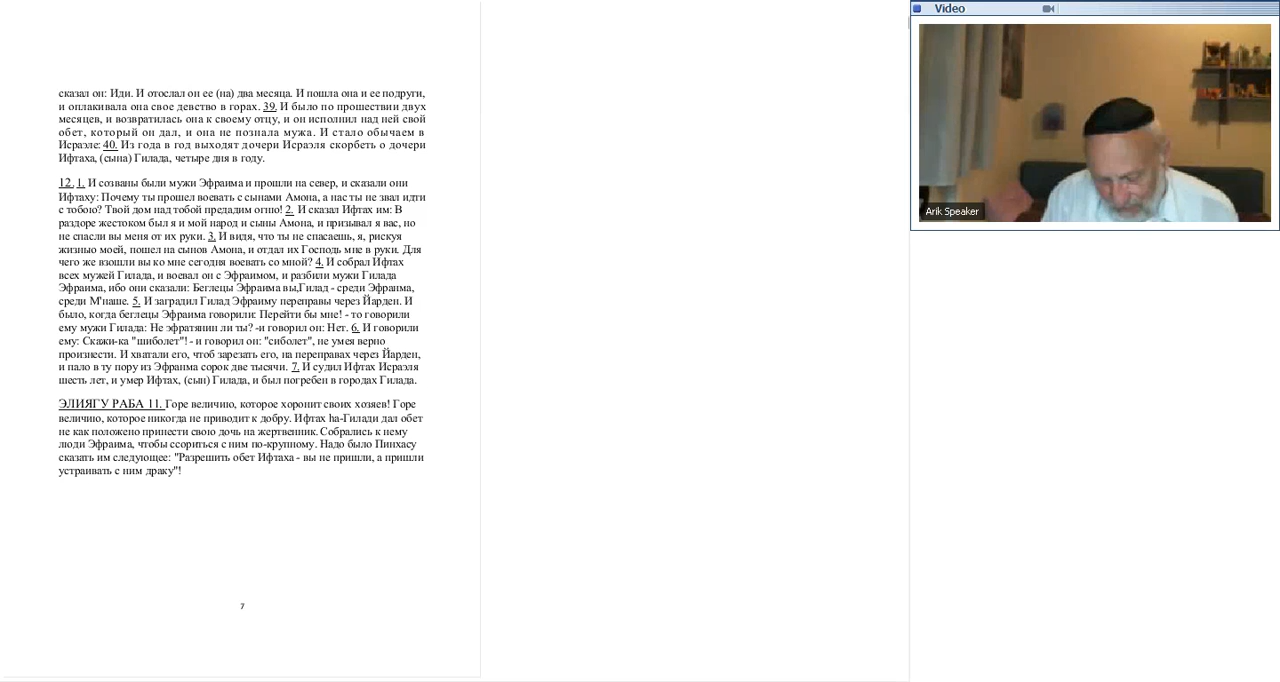 сказал он: Иди. И отослал он ее (на) два месяца. И пошла она и ее подруги,
и оплакивала она свое девство в горах. 39. И было по прошествии двух
месяцев, и возвратилась она к своему отцу, и он исполнил над ней свой
обет, который он дал, и она не познала мужа. И стало обычаем в
Исраэле: 40. Из года в год выходят дочери Исраэля скорбеть о дочери
Ифтаха, (сына) Гилада, четыре дня в году.
12. 1. И созваны были мужи Эфраима и прошли на север, и сказали они
Ифтаху: Почему ты прошел воевать с сынами Амона, а нас ты не звал идти
с тобою? Твой дом над тобой предадим огню! 2. И сказал Ифтах им: В
раздоре жестоком был я и мой народ и сыны Амона, и призывал я вас, но
не спасли вы меня от их руки. 3. И видя, что ты не спасаешь, я, рискуя
жизнью моей, пошел на сынов Амона, и отдал их Господь мне в руки. Для
чего же взошли вы ко мне сегодня воевать со мной? 4. И собрал Ифтах
всех мужей Гилада, и воевал он с Эфраимом, и разбили мужи Гилада
Эфраима, ибо они сказали: Беглецы Эфраима вы,Гилад - среди Эфраима,
среди М'наше. 5. И заградил Гилад Эфраиму переправы через Йарден. И
было, когда беглецы Эфраима говорили: Перейти бы мне! - то говорили
ему мужи Гилада: Не эфратянин ли ты? -и говорил он: Нет. 6. И говорили
ему: Скажи-ка "шиболет"! - и говорил он: "сиболет", не умея верно
произнести. И хватали его, чтоб зарезать его, на переправах через Йарден,
и пало в ту пору из Эфраима сорок две тысячи. 7. И судил Ифтах Исраэля
шесть лет, и умер Ифтах, (сын) Гилада, и был погребен в городах Гилада.
ЭЛИЯГУ РАБА 11. Горе величию, которое хоронит своих хозяев! Горе
величию, которое никогда не приводит к добру. Ифтах hа-Гилади дал обет
не как положено принести свою дочь на жертвенник. Собрались к нему
люди Эфраима, чтобы ссориться с ним по-крупному. Надо было Пинхасу
сказать им следующее: "Разрешить обет Ифтаха - вы не пришли, а пришли
устраивать с ним драку"!
7
Video
Arik Speaker